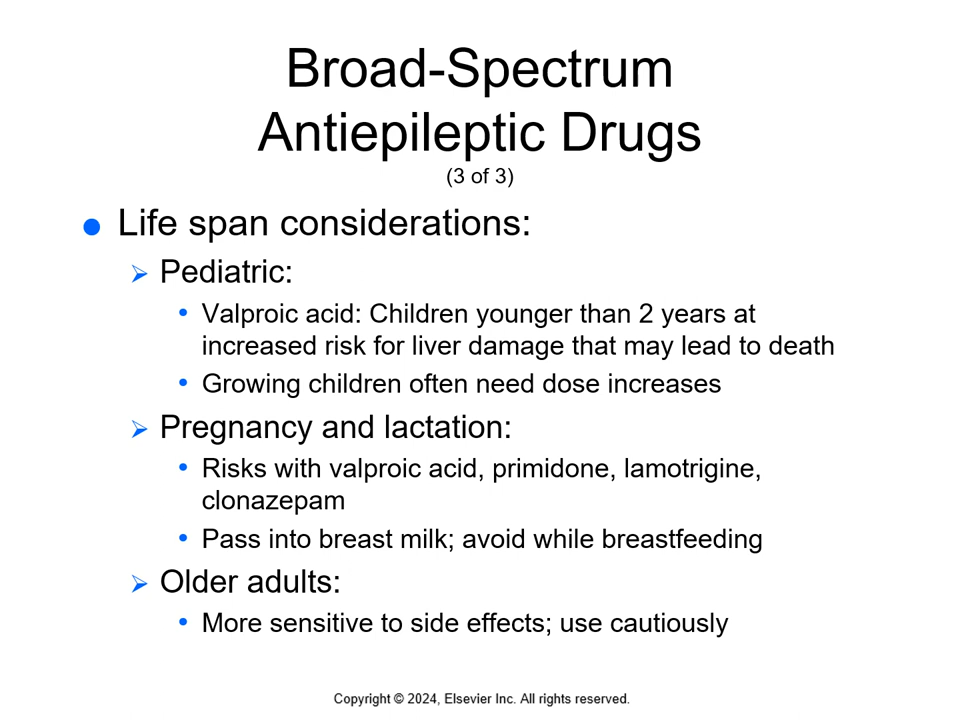 Broad-Spectrum
Antiepileptic Drugs
(3 of 3)
Life span considerations:
Pediatric:
Valproic acid: Children younger than 2 years at
increased risk for liver damage that may lead to death
Growing children often need dose increases
Pregnancy and lactation:
Risks with valproic acid, primidone, lamotrigine,
clonazepam
Pass into breast milk; avoid while breastfeeding
Older adults:
More sensitive to side effects; use cautiously
Copyright © 2024, Elsevier Inc. All rights reserved.